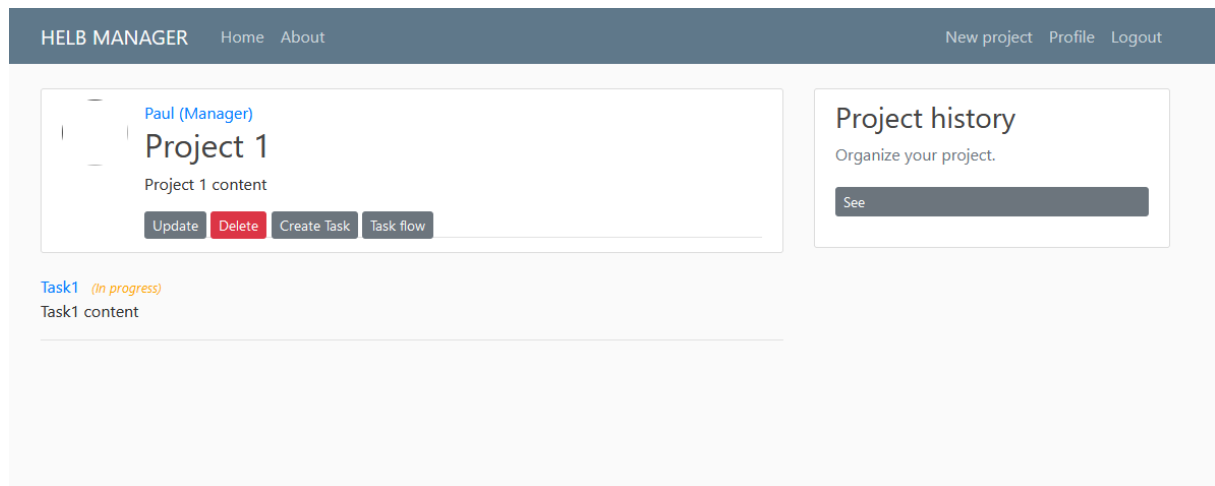 HELB MANAGER Home About New project Profile Logout
Paul (Manager)
Project 1
Project 1 content
Update Delete Create Task Task flow
Project history
Organize your project.
See
Task1 (In progress)
Task1 content